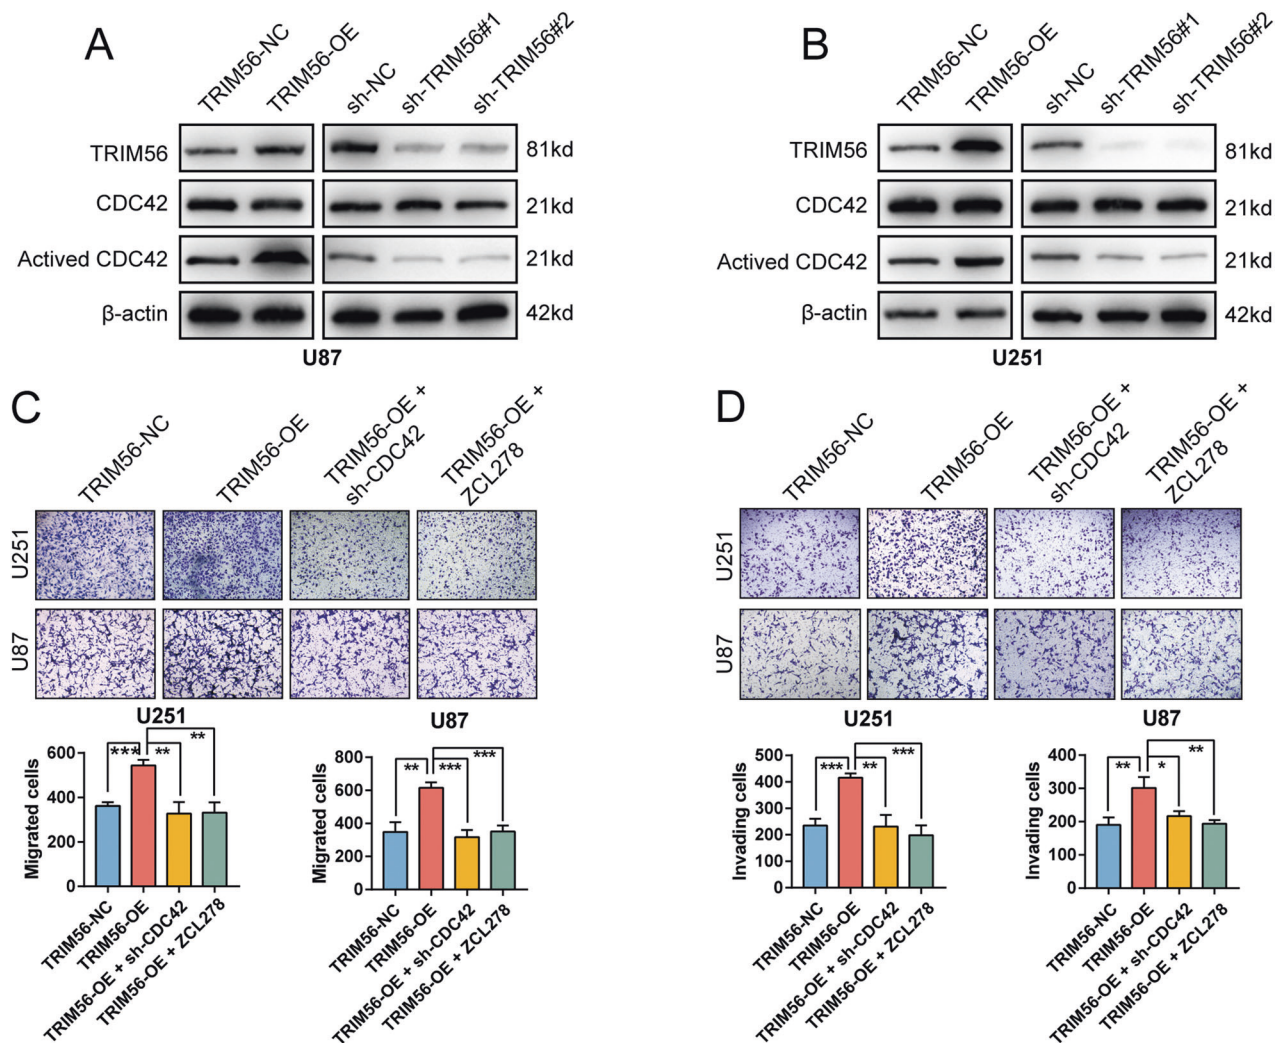 A
TRIM56-NC
TRIM56-OE
sh-NC
sh-TRIM56#1
sh-TRIM56#2
TRIM56
81kd
CDC42
21kd
Actived CDC42
21kd
β-actin
42kd
U87
B
TRIM56-NC
TRIM56-OE
sh-NC
sh-TRIM56#1
sh-TRIM56#2
TRIM56
81kd
CDC42
21kd
Actived CDC42
21kd
β-actin
42kd
U251
C
TRIM56-NC
TRIM56-OE
TRIM56-OE +
sh-CDC42
TRIM56-OE +
ZCL278
U251
U87
U251
Migrated cells
600
400
200
0
***
**
**
TRIM56-NC
TRIM56-OE
TRIM56-OE + sh-CDC42
TRIM56-OE + ZCL278
U87
Migrated cells
800
600
400
200
0
**
***
***
TRIM56-NC
TRIM56-OE
TRIM56-OE + sh-CDC42
TRIM56-OE + ZCL278
D
TRIM56-NC
TRIM56-OE
TRIM56-OE +
sh-CDC42
TRIM56-OE +
ZCL278
U251
U87
U251
Invading cells
500
400
300
200
100
0
***
**
***
TRIM56-NC
TRIM56-OE
TRIM56-OE + sh-CDC42
TRIM56-OE + ZCL278
U87
Invading cells
400
300
200
100
0
**
*
**
TRIM56-NC
TRIM56-OE
TRIM56-OE + sh-CDC42
TRIM56-OE + ZCL278